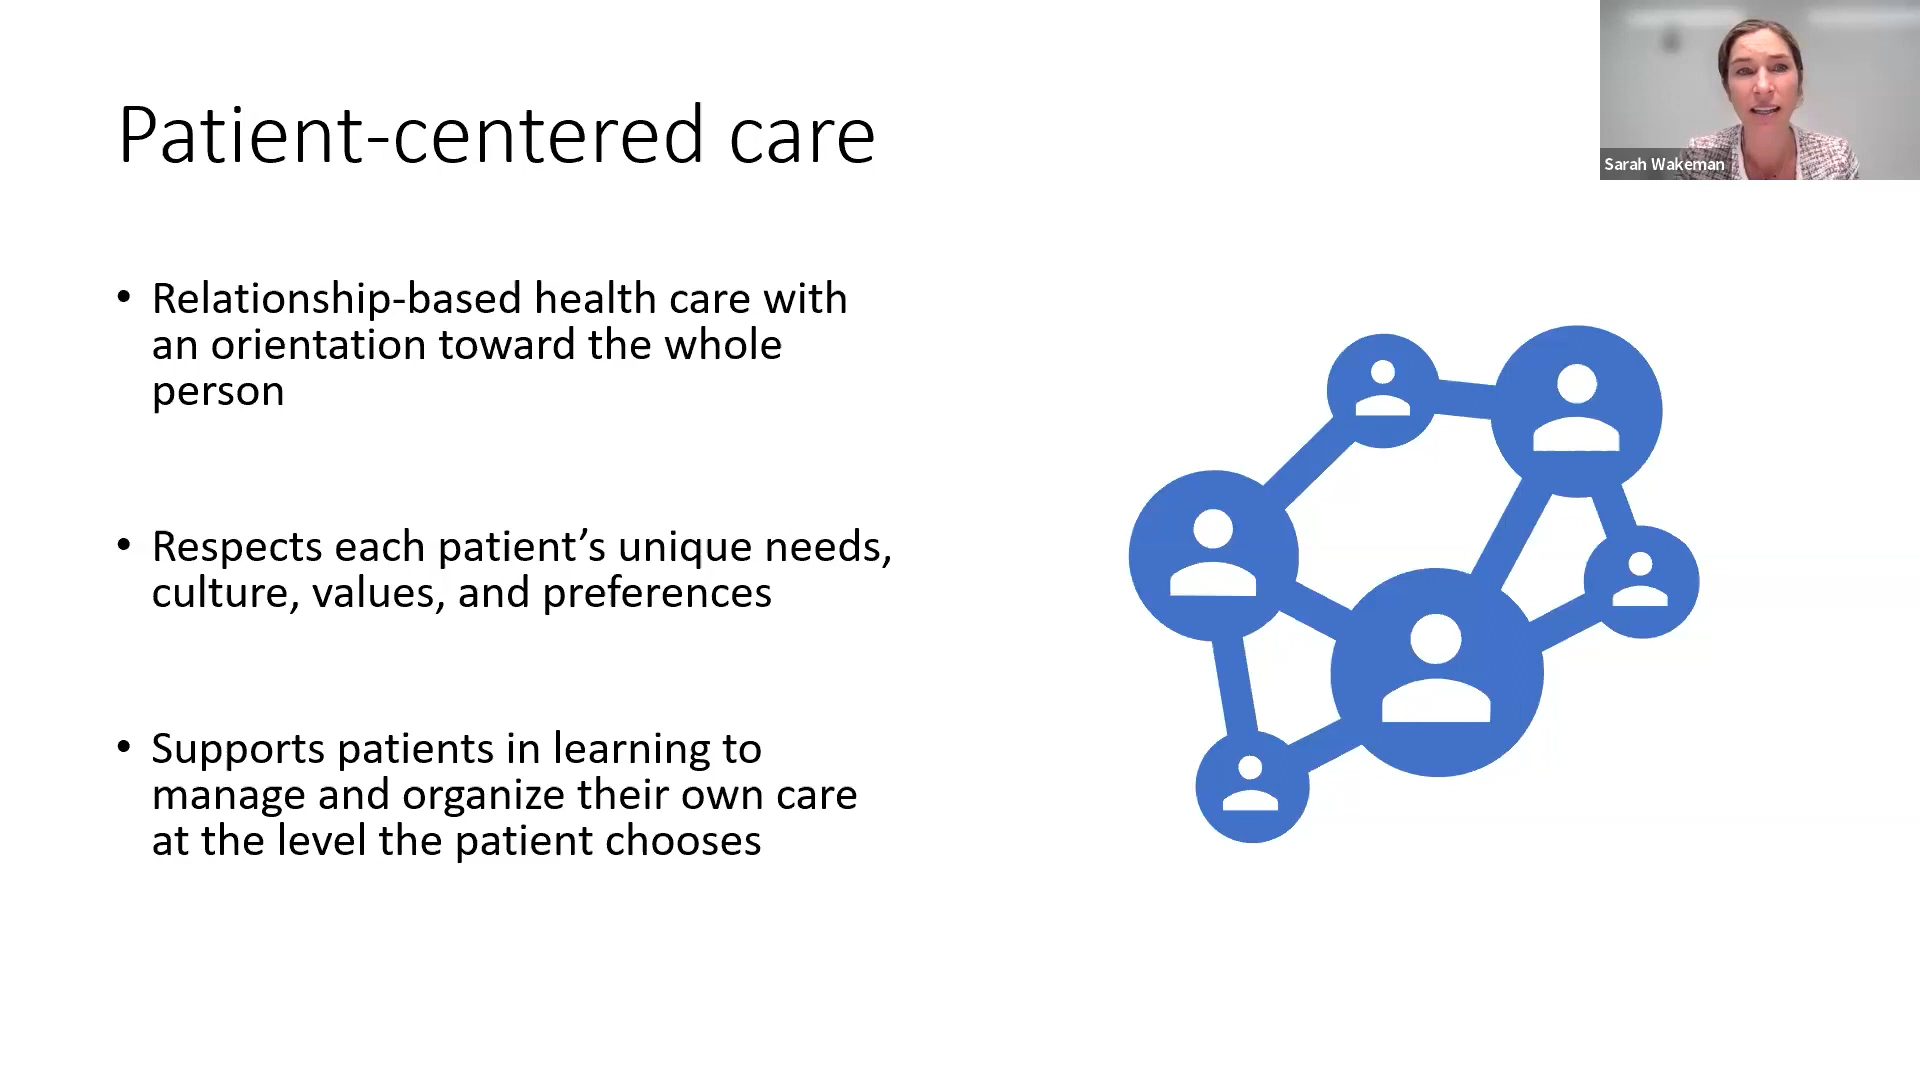 Patient-centered care
Sarah Wakeman
• Relationship-based health care with
an orientation toward the whole
person
• Respects each patient’s unique needs,
culture, values, and preferences
• Supports patients in learning to
manage and organize their own care
at the level the patient chooses